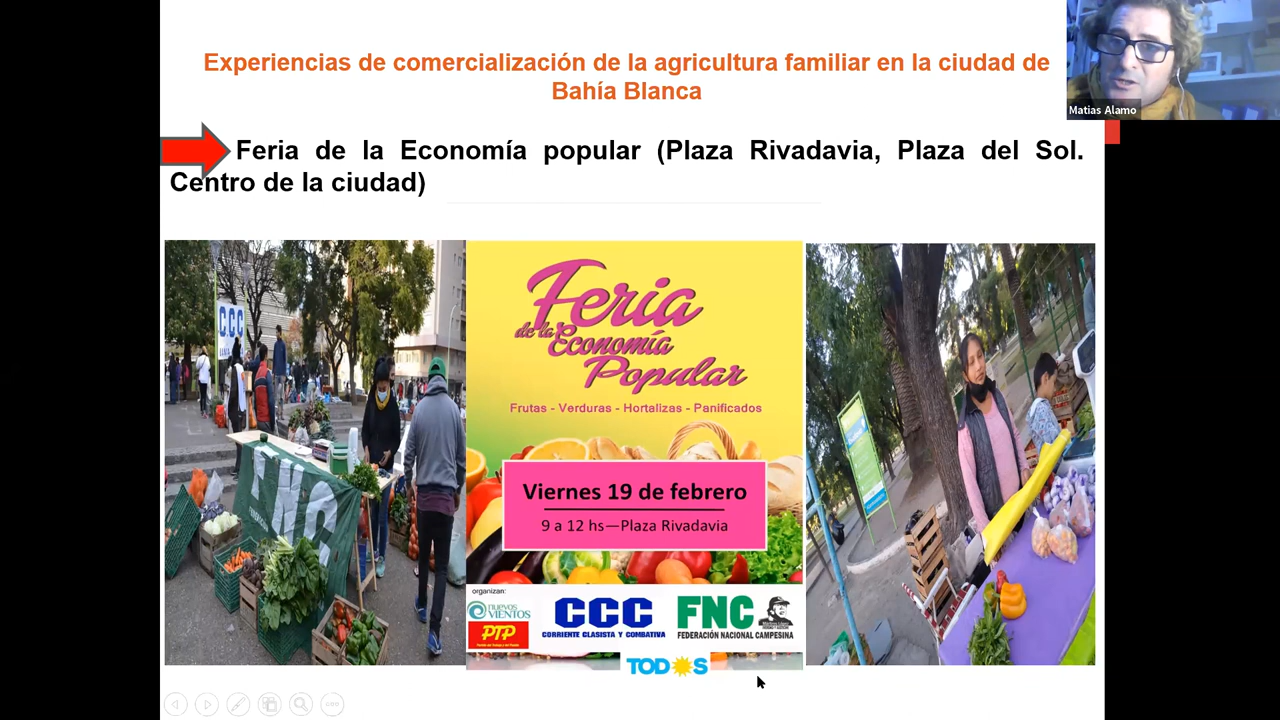 Experiencias de comercialización de la agricultura familiar en la ciudad de
Bahía Blanca
Matias Alamo
Feria de la Economía popular (Plaza Rivadavia, Plaza del Sol.
Centro de la ciudad)
CCC
FNC
Feria
de la
Economía
Popular
Frutas - Verduras - Hortalizas - Panificados
Viernes 19 de febrero
9 a 12 hs—Plaza Rivadavia
organizan:
nuevos
VIENTOS
PTP
CCC
CORRIENTE CLASISTA Y COMBATIVA
FNC
FEDERACIÓN NACIONAL CAMPESINA
TODOS